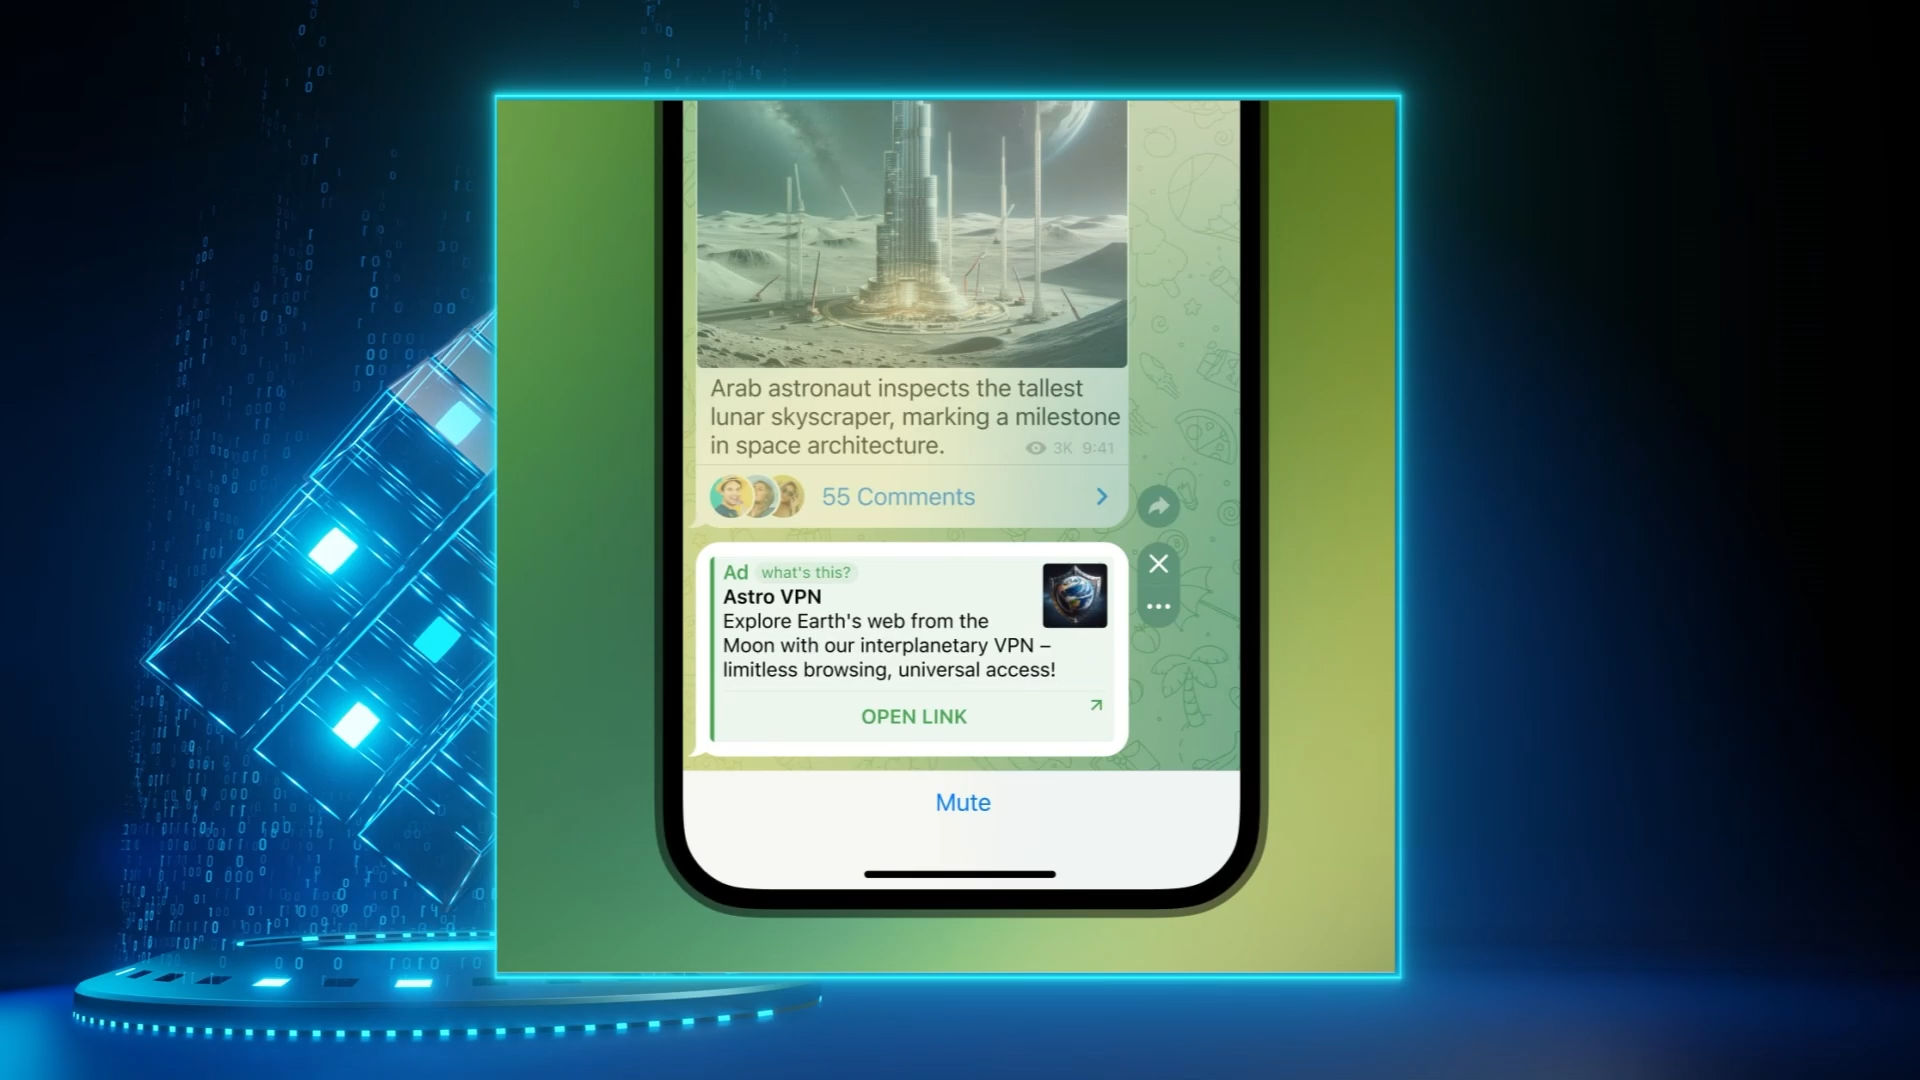 Arab astronaut inspects the tallest
lunar skyscraper, marking a milestone
in space architecture.
3K 9:41
55 Comments
Ad what's this?
Astro VPN
Explore Earth's web from the
Moon with our interplanetary VPN –
limitless browsing, universal access!
OPEN LINK
Mute